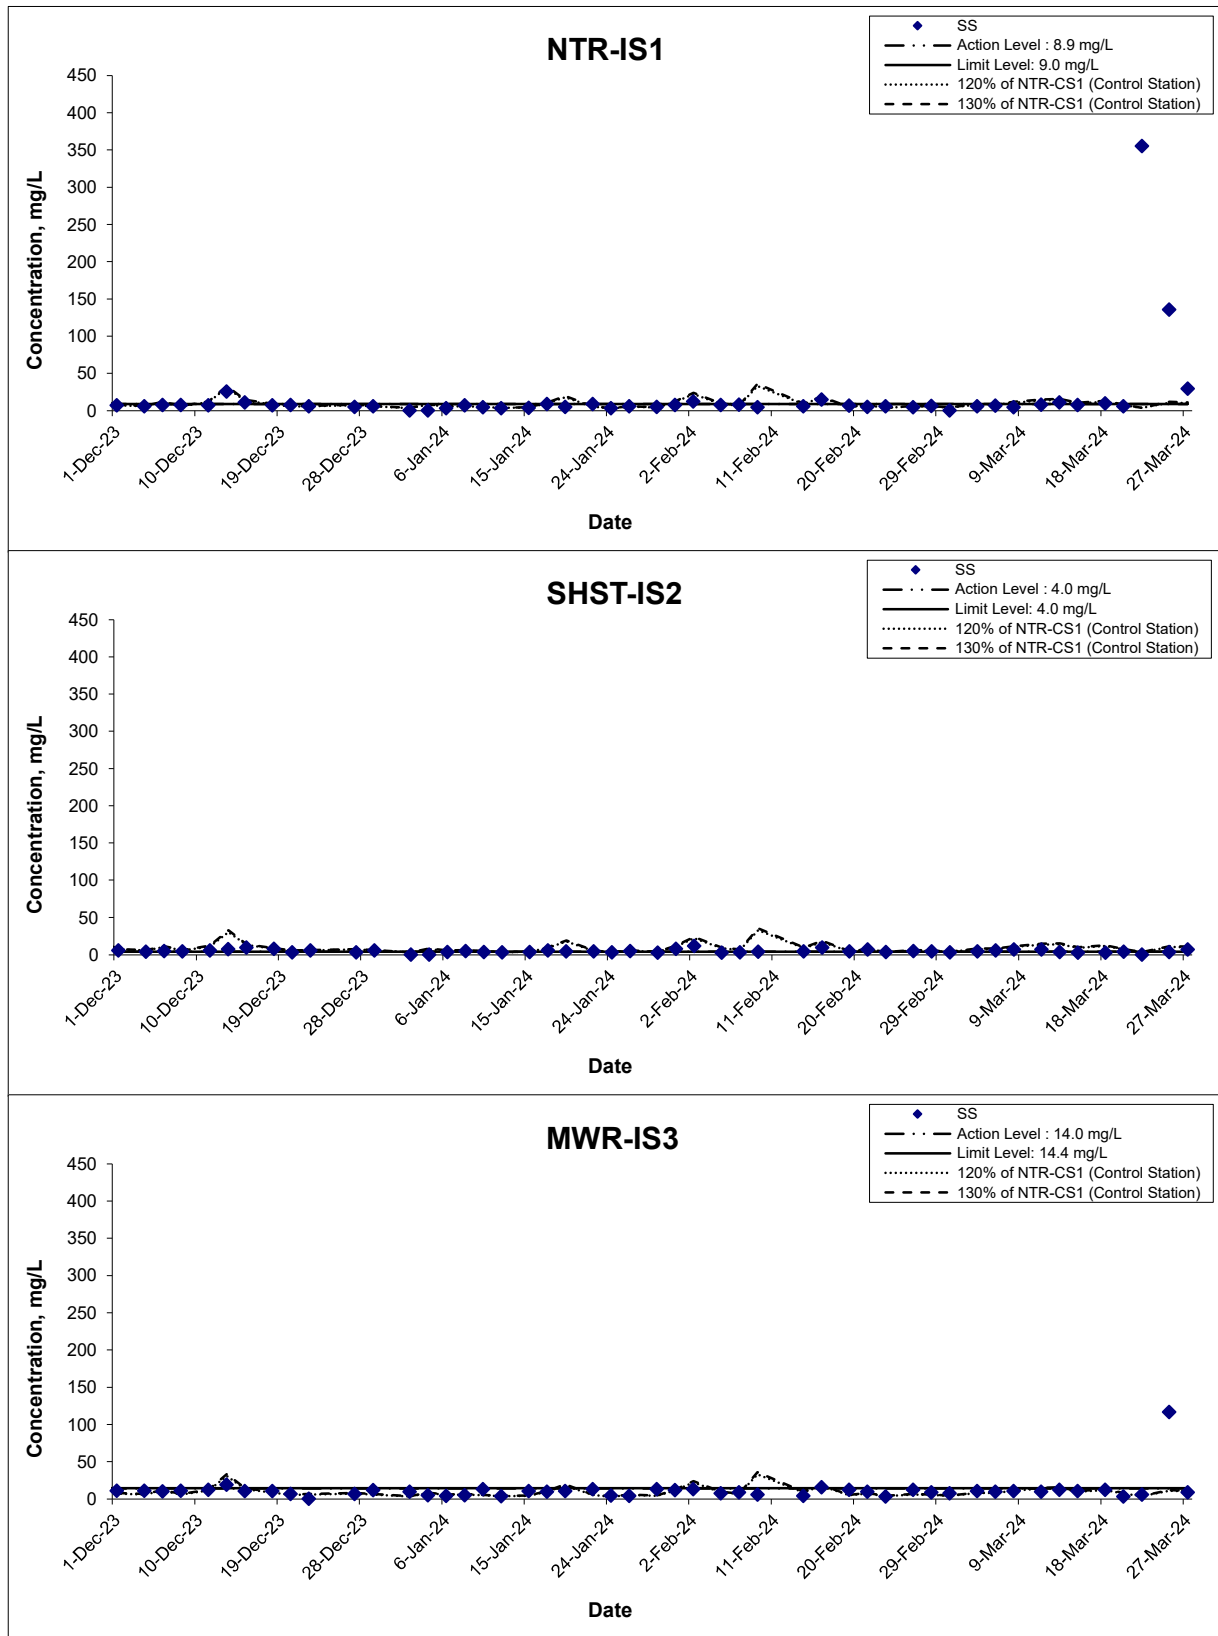 NTR-IS1
SS
Action Level : 8.9 mg/L
Limit Level: 9.0 mg/L
120% of NTR-CS1 (Control Station)
130% of NTR-CS1 (Control Station)
Concentration, mg/L
450
400
350
300
250
200
150
100
50
0
1-Dec-23
10-Dec-23
19-Dec-23
28-Dec-23
6-Jan-24
15-Jan-24
24-Jan-24
2-Feb-24
11-Feb-24
20-Feb-24
29-Feb-24
9-Mar-24
18-Mar-24
27-Mar-24
Date
SHST-IS2
SS
Action Level : 4.0 mg/L
Limit Level: 4.0 mg/L
120% of NTR-CS1 (Control Station)
130% of NTR-CS1 (Control Station)
Concentration, mg/L
450
400
350
300
250
200
150
100
50
0
1-Dec-23
10-Dec-23
19-Dec-23
28-Dec-23
6-Jan-24
15-Jan-24
24-Jan-24
2-Feb-24
11-Feb-24
20-Feb-24
29-Feb-24
9-Mar-24
18-Mar-24
27-Mar-24
Date
MWR-IS3
SS
Action Level : 14.0 mg/L
Limit Level: 14.4 mg/L
120% of NTR-CS1 (Control Station)
130% of NTR-CS1 (Control Station)
Concentration, mg/L
450
400
350
300
250
200
150
100
50
0
1-Dec-23
10-Dec-23
19-Dec-23
28-Dec-23
6-Jan-24
15-Jan-24
24-Jan-24
2-Feb-24
11-Feb-24
20-Feb-24
29-Feb-24
9-Mar-24
18-Mar-24
27-Mar-24
Date